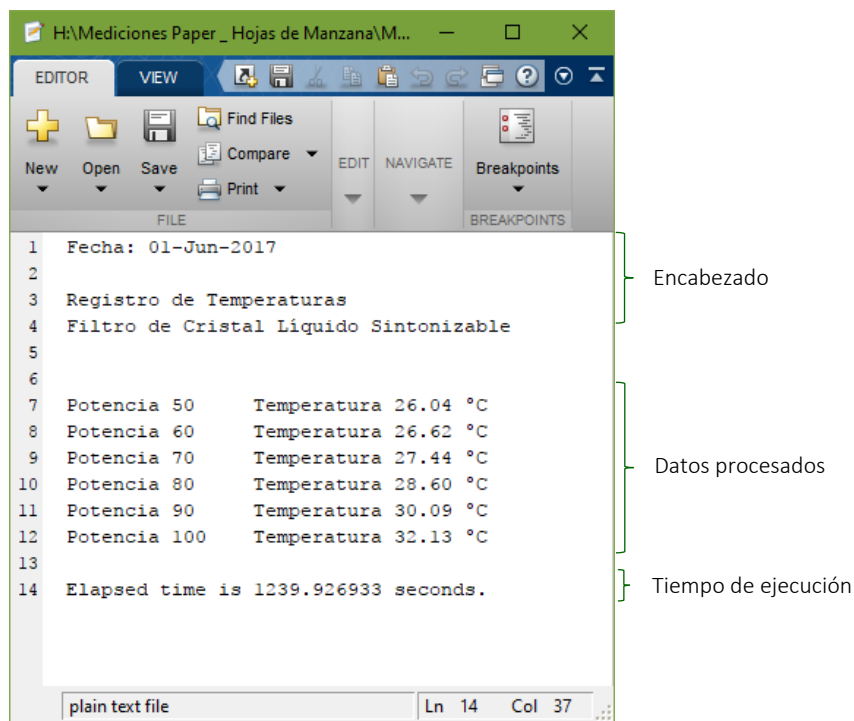 H:\Mediciones Paper _ Hojas de Manzana\M...
EDITOR VIEW
New
Open
Save
Find Files
Compare
Print
FILE
EDIT
NAVIGATE
Breakpoints
BREAKPOINTS
1 Fecha: 01-Jun-2017
2
3 Registro de Temperaturas
4 Filtro de Cristal Líquido Sintonizable
5
6
7 Potencia 50 Temperatura 26.04 °C
8 Potencia 60 Temperatura 26.62 °C
9 Potencia 70 Temperatura 27.44 °C
10 Potencia 80 Temperatura 28.60 °C
11 Potencia 90 Temperatura 30.09 °C
12 Potencia 100 Temperatura 32.13 °C
13
14 Elapsed time is 1239.926933 seconds.
Encabezado
Datos procesados
Tiempo de ejecución
plain text file Ln 14 Col 37